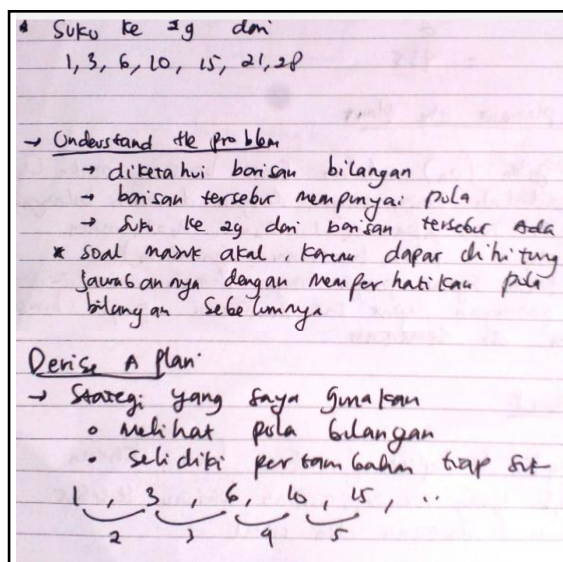 Suku ke 29 dari
1, 3, 6, 10, 15, 21, 28
→ Understand the problem
→ diketahui barisan bilangan
→ barisan tersebut mempunyai pola
→ Suku ke 29 dari barisan tersebut Ada
* soal masuk akal, karena dapat dihitung
jawabannya dengan memperhatikan pola
bilangan sebelumnya
Devise A plan
→ Strategi yang saya gunakan
• melihat pola bilangan
• Selidiki pertambahan tiap
1, 3, 6, 10, 15, ..
2 3 4 5